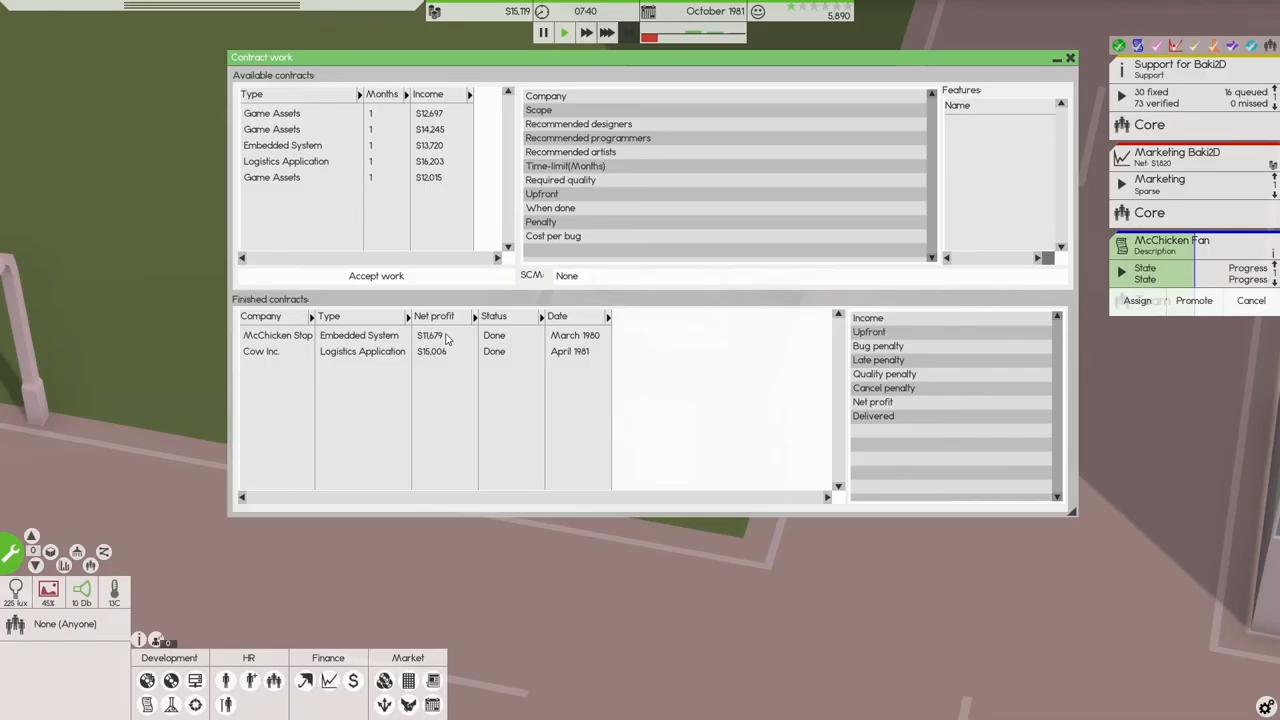 $15,119
07:40
October 1981
5,890
Contract work
Available contracts:
Type Months Income
Game Assets 1 $12,697
Game Assets 1 $14,245
Embedded System 1 $13,720
Logistics Application 1 $16,203
Game Assets 1 $12,015
Accept work
Company
Scope
Recommended designers
Recommended programmers
Recommended artists
Time-limit(Months)
Required quality
Upfront
When done
Penalty
Cost per bug
SCM: None
Features:
Name
Finished contracts:
Company Type Net profit Status Date
McChicken Stop Embedded System $11,679 Done March 1980
Cow Inc. Logistics Application $15,006 Done April 1981
Income
Upfront
Bug penalty
Late penalty
Quality penalty
Cancel penalty
Net profit
Delivered
Support for Baki2D
Support
30 fixed 16 queued
73 verified 0 missed
Core
Marketing Baki2D
Net: $1,820
Marketing
Sparse
Core
McChicken Fan
Description
State Progress
State Progress
Assign Promote Cancel
0
225 lux 45% 10 Db 13C
None (Anyone)
0
Development HR Finance Market